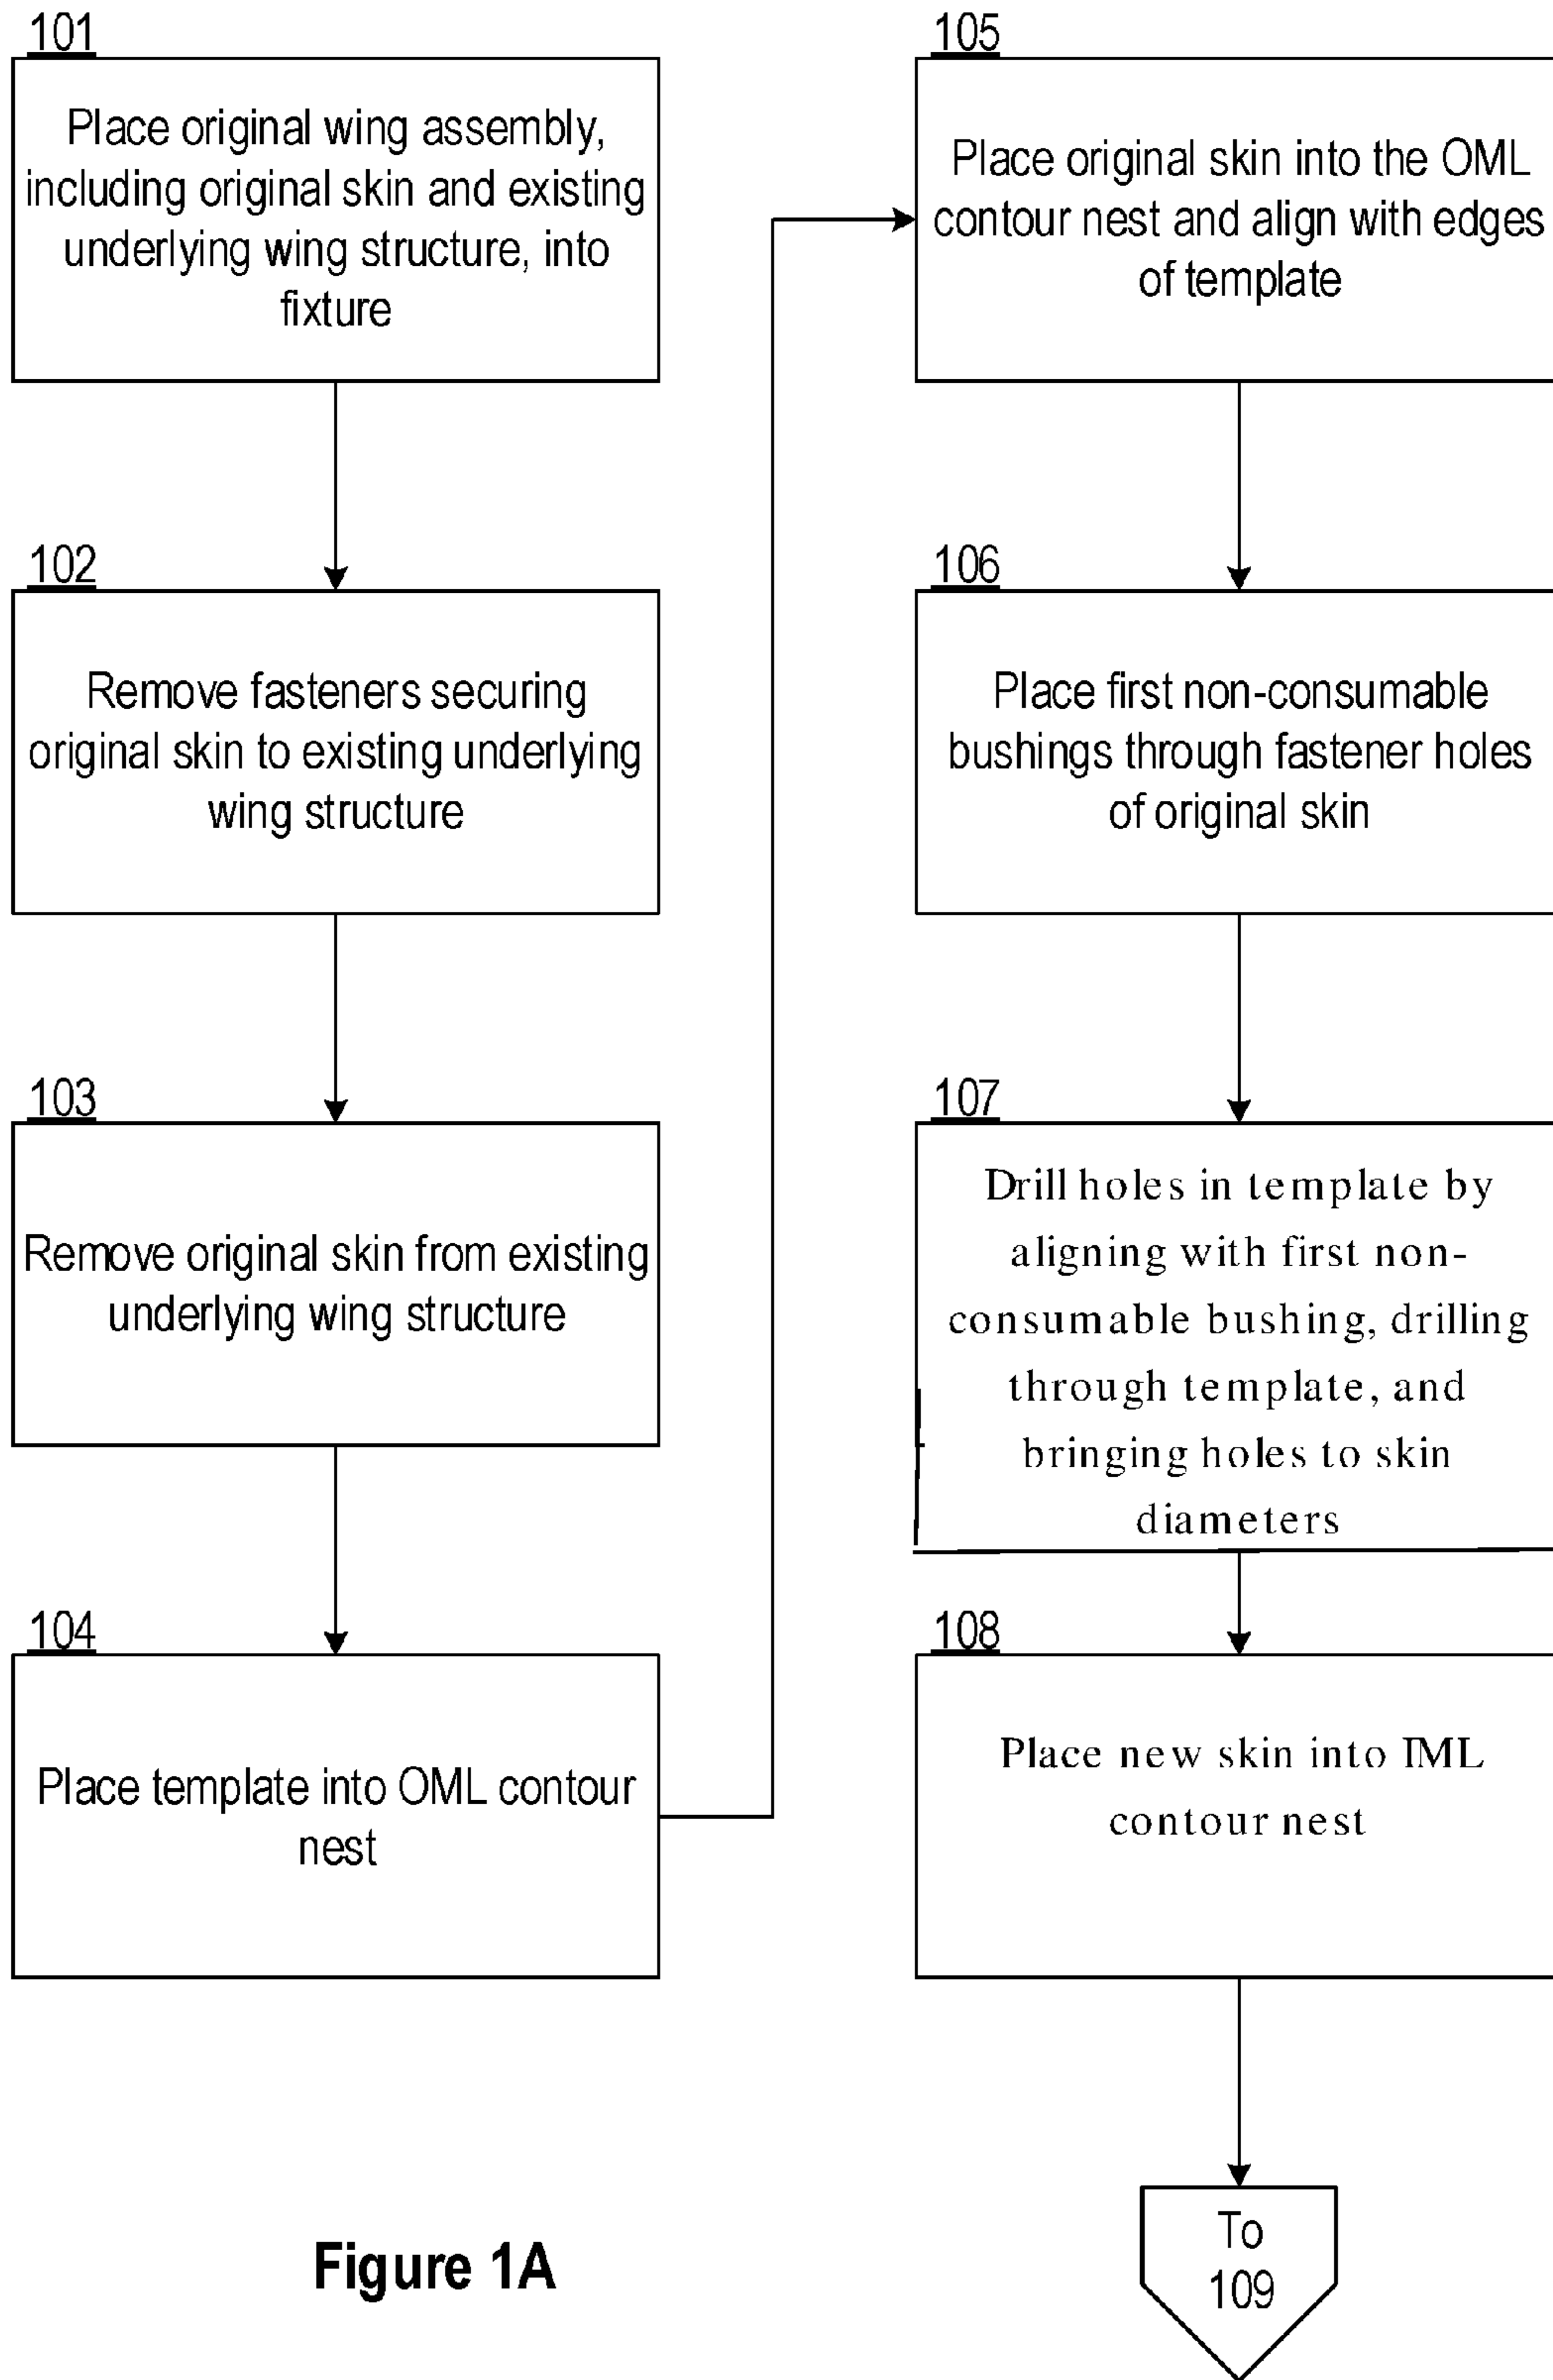 101
Place original wing assembly,
including original skin and existing
underlying wing structure, into
fixture
102
Remove fasteners securing
original skin to existing underlying
wing structure
103
Remove original skin from existing
underlying wing structure
104
Place template into OML contour
nest
105
Place original skin into the OML
contour nest and align with edges
of template
106
Place first non-consumable
bushings through fastener holes
of original skin
107
Drill holes in template by
aligning with first non-
consumable bushing, drilling
through template, and
bringing holes to skin
diameters
108
Place new skin into IML
contour nest
To
109
Figure 1A